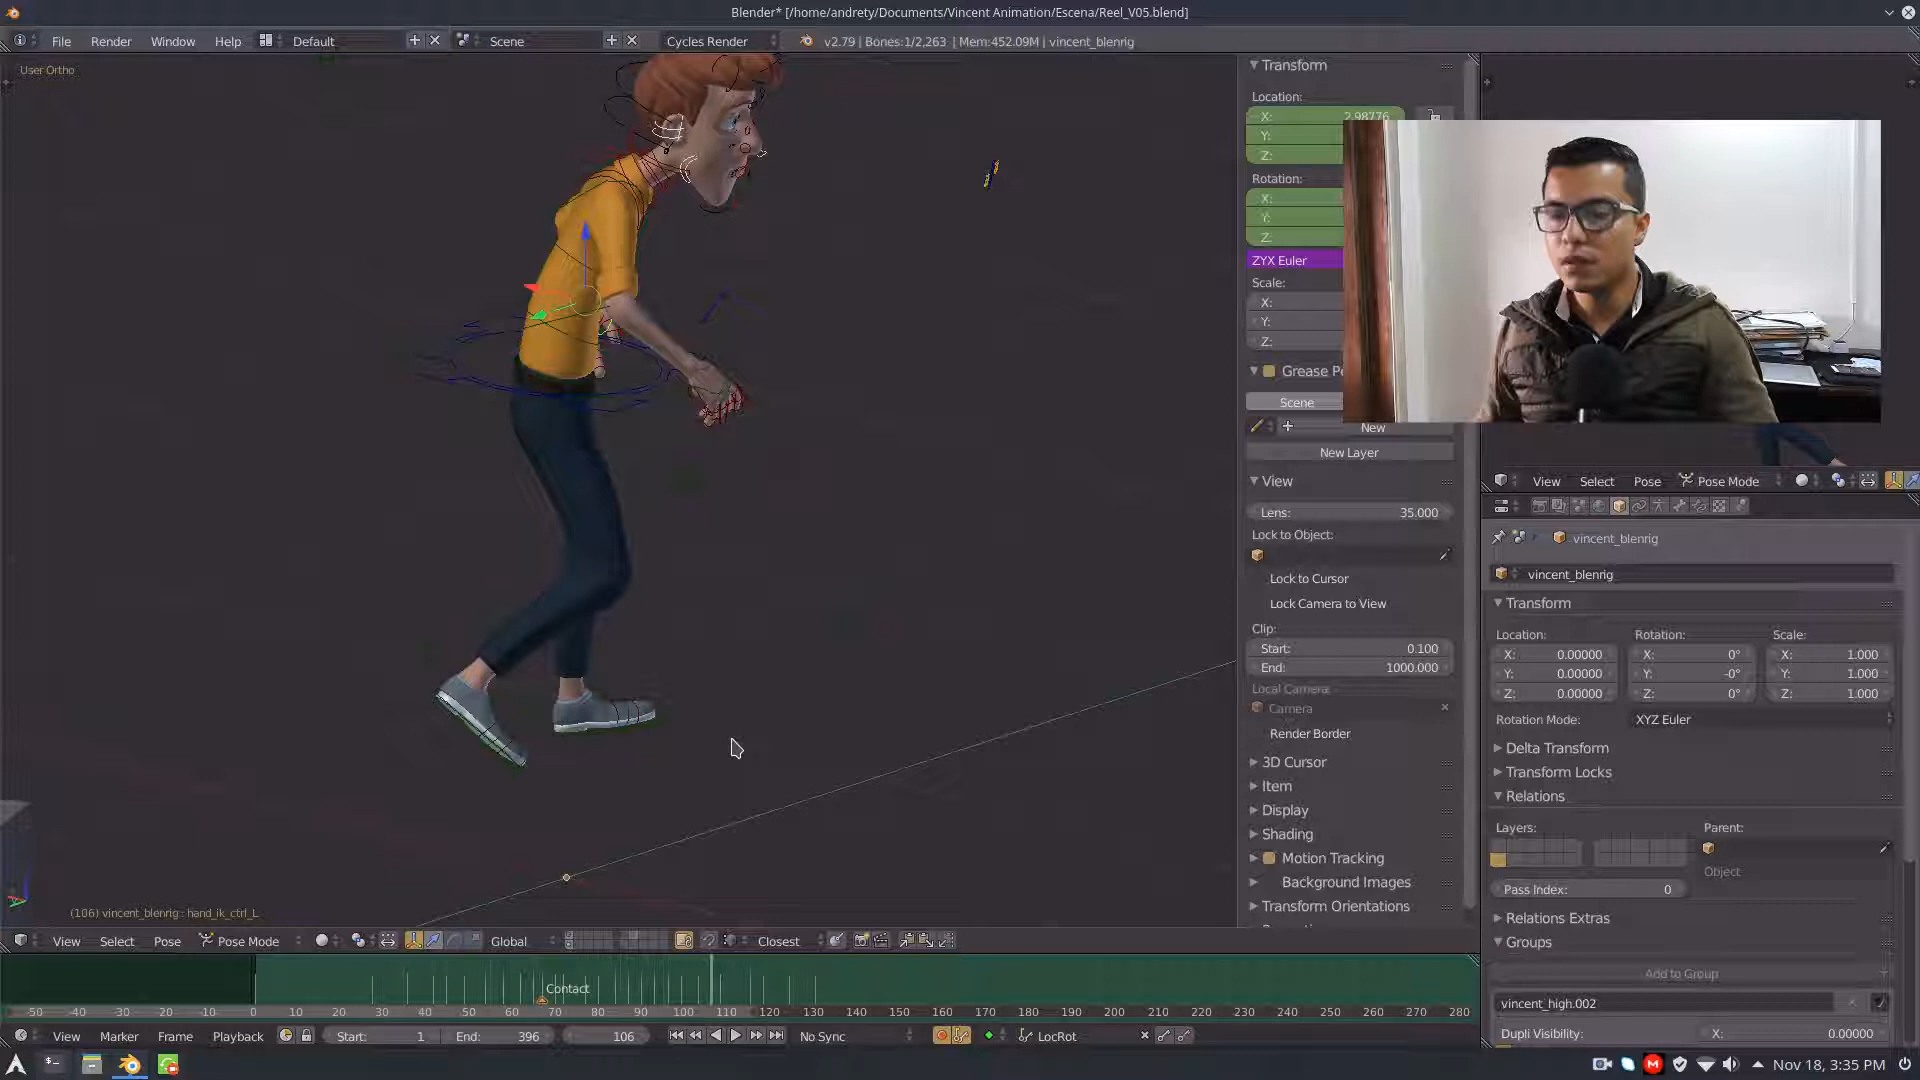 Blender* [/home/andrety/Documents/Vincent Animation/Escena/Reel_V05.blend]
File Render Window Help Default Scene Cycles Render v2.79 | Bones:1/2,263 | Mem:452.09M | vincent_blenrig
User Ortho
Transform
Location:
X: 2.98776
Y:
Z:
Rotation:
X:
Y:
Z:
ZYX Euler
Scale:
X:
Y:
Z:
Grease Pe
Scene
New
New Layer
View
Lens: 35.000
Lock to Object:
Lock to Cursor
Lock Camera to View
Clip:
Start: 0.100
End: 1000.000
Local Camera:
Camera
Render Border
3D Cursor
Item
Display
Shading
Motion Tracking
Background Images
Transform Orientations
View Select Pose Pose Mode
vincent_blenrig
vincent_blenrig
Transform
Location: Rotation: Scale:
X: 0.00000 X: 0° X: 1.000
Y: 0.00000 Y: -0° Y: 1.000
Z: 0.00000 Z: 0° Z: 1.000
Rotation Mode: XYZ Euler
Delta Transform
Transform Locks
Relations
Layers: Parent:
Object
Pass Index: 0
Relations Extras
Groups
Add to Group
vincent_high.002
Dupli Visibility: X: 0.00000
(106) vincent_blenrig : hand_ik_ctrl_L
View Select Pose Pose Mode Global Closest
Contact
-50 -40 -30 -20 -10 0 10 20 30 40 50 60 70 80 90 100 110 120 130 140 150 160 170 180 190 200 210 220 230 240 250 260 270 280
View Marker Frame Playback Start: 1 End: 396 106 No Sync LocRot
Nov 18, 3:35 PM